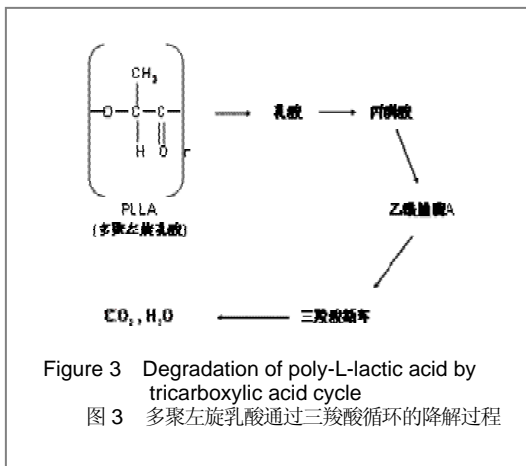 CH3
O C C
H O n
乳酸
丙酮酸
PLLA
(多聚左旋乳酸)
乙酰辅酶A
CO2, H2O
三羧酸循环
Figure 3 Degradation of poly-L-lactic acid by
tricarboxylic acid cycle
图 3 多聚左旋乳酸通过三羧酸循环的降解过程